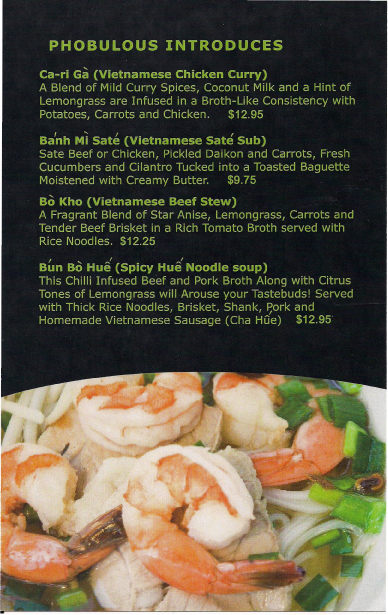 PHOBULOUS INTRODUCES
Ca-ri Gà (Vietnamese Chicken Curry)
A Blend of Mild Curry Spices, Coconut Milk and a Hint of
Lemongrass are Infused in a Broth-Like Consistency with
Potatoes, Carrots and Chicken. $12.95
Bánh Mì Saté (Vietnamese Saté Sub)
Sate Beef or Chicken, Pickled Daikon and Carrots, Fresh
Cucumbers and Cilantro Tucked into a Toasted Baguette
Moistened with Creamy Butter. $9.75
Bò Kho (Vietnamese Beef Stew)
A Fragrant Blend of Star Anise, Lemongrass, Carrots and
Tender Beef Brisket in a Rich Tomato Broth served with
Rice Noodles. $12.25
Bún Bò Huế (Spicy Huế Noodle soup)
This Chilli Infused Beef and Pork Broth Along with Citrus
Tones of Lemongrass will Arouse your Tastebuds! Served
with Thick Rice Noodles, Brisket, Shank, Pork and
Homemade Vietnamese Sausage (Cha Hủe) $12.95